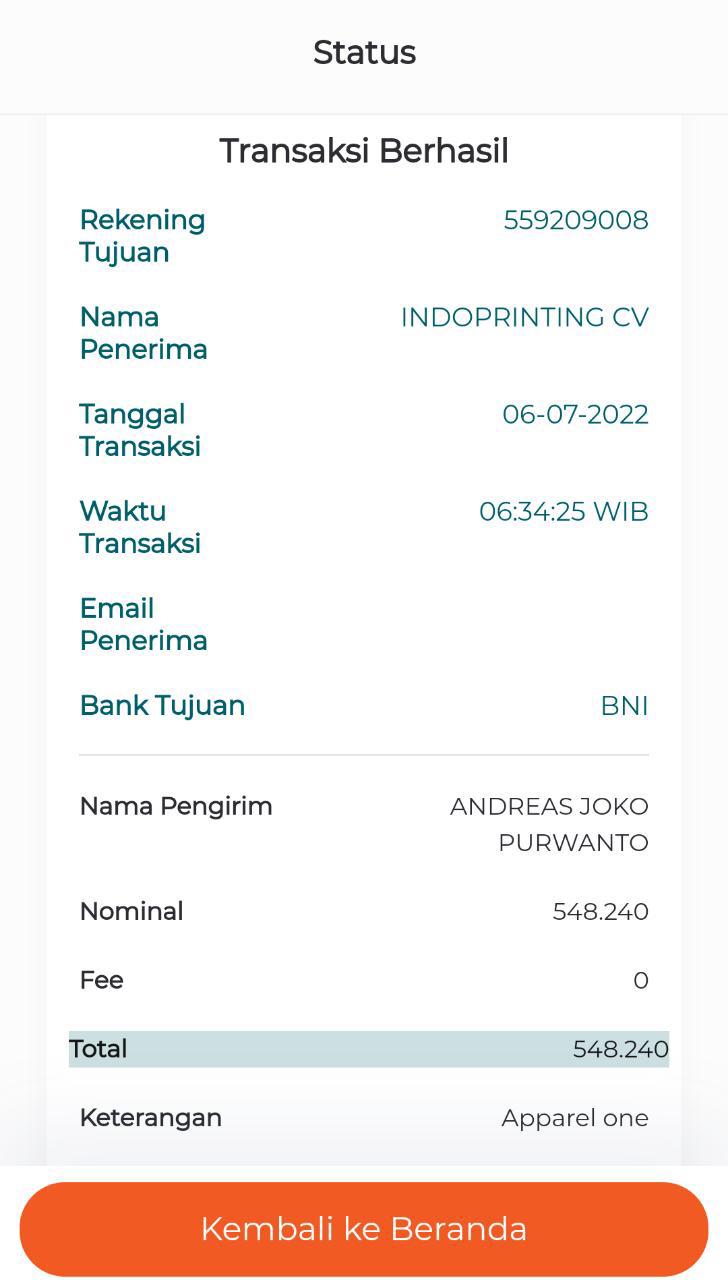 Status
Transaksi Berhasil
Rekening 559209008
Tujuan
Nama INDOPRINTING CV
Penerima
Tanggal 06-07-2022
Transaksi
Waktu 06:34:25 WIB
Transaksi
Email
Penerima
Bank Tujuan BNI
Nama Pengirim ANDREAS JOKO
PURWANTO
Nominal 548.240
Fee 0
Total 548.240
Keterangan Apparel one
Kembali ke Beranda